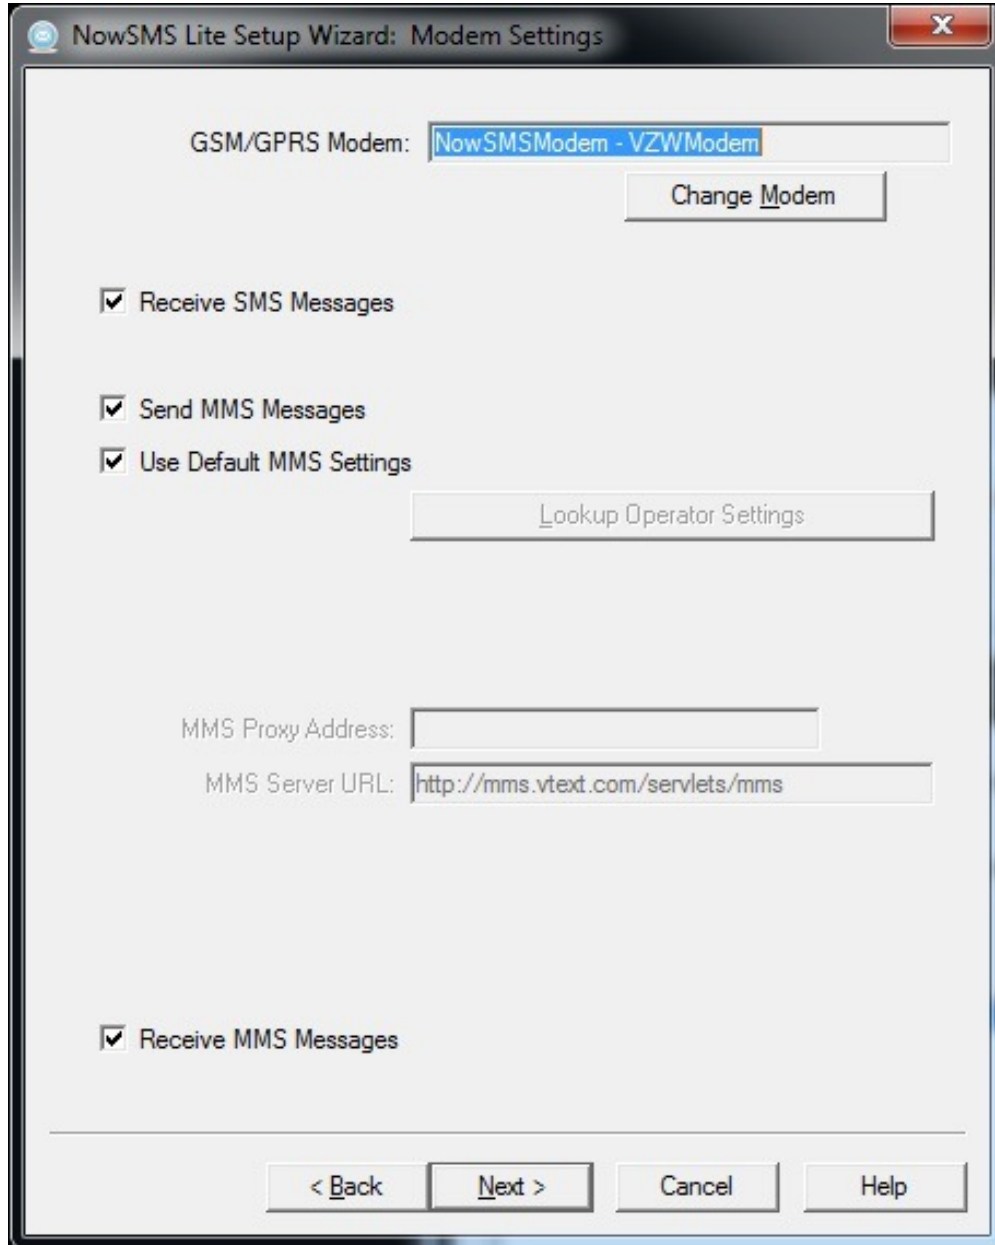 NowSMS Lite Setup Wizard: Modem Settings
GSM/GPRS Modem: NowSMSModem - VZWModem
Change Modem
Receive SMS Messages
Send MMS Messages
Use Default MMS Settings
Lookup Operator Settings
MMS Proxy Address:
MMS Server URL: http://mms.vtext.com/servlets/mms
Receive MMS Messages
< Back Next > Cancel Help